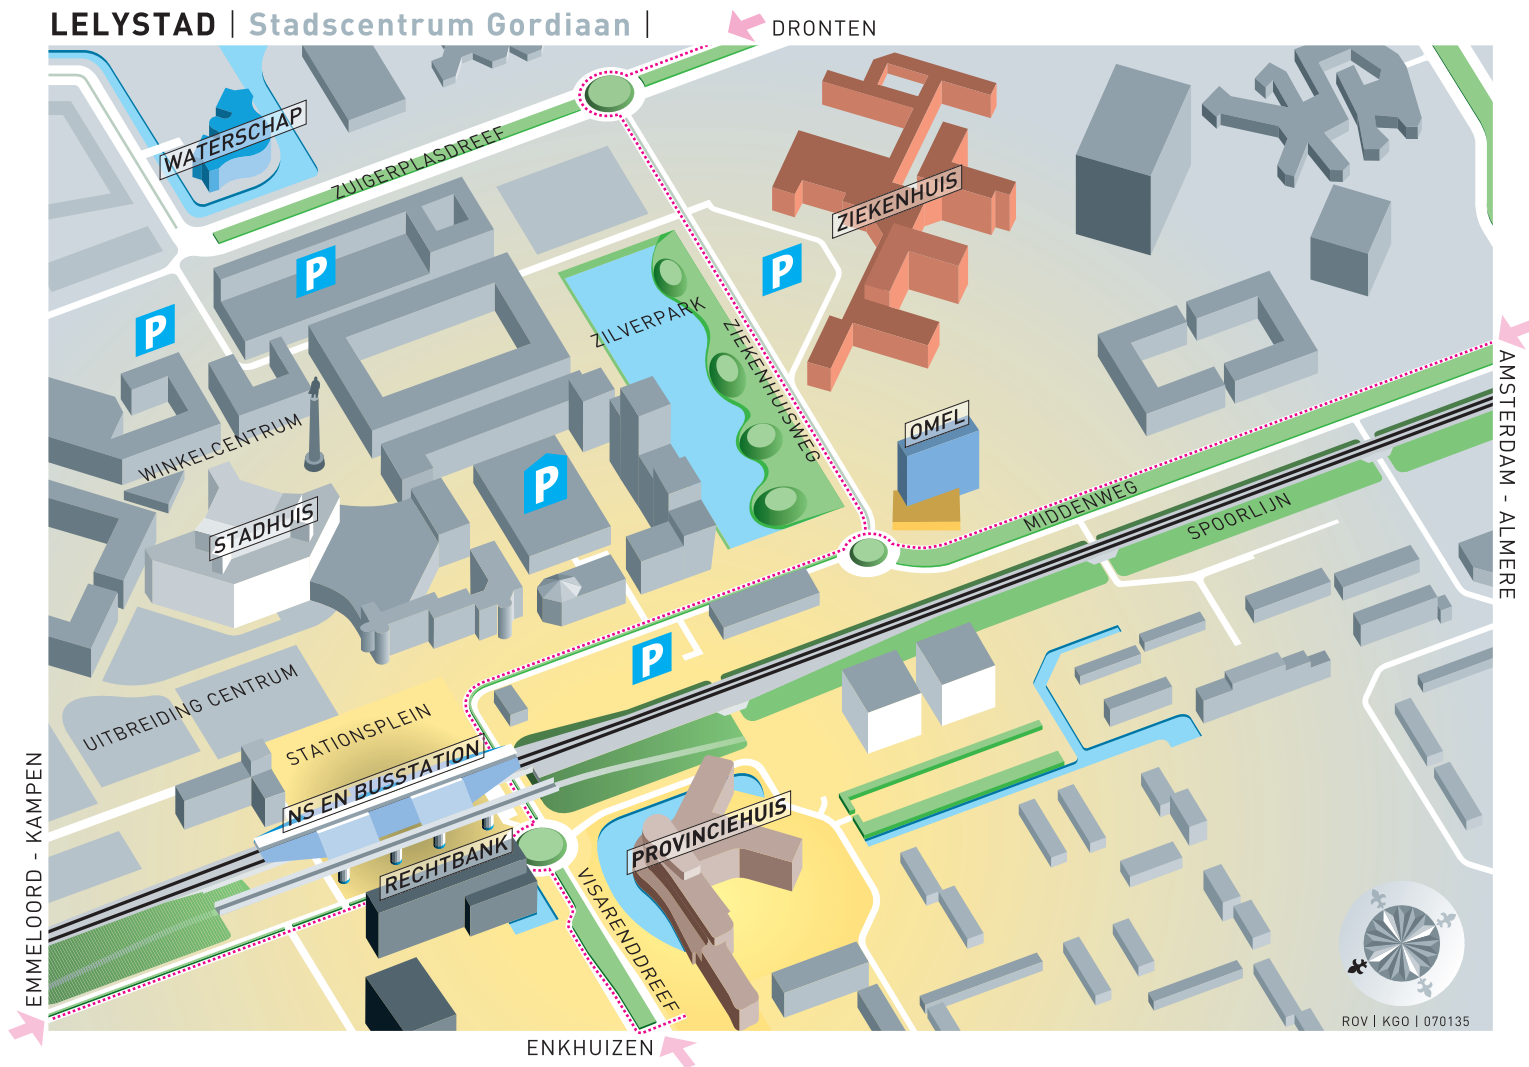 LELYSTAD | Stadscentrum Gordiaan |
DRONTEN
WATERSCHAP
ZUIGERPLASDREEF
ZIEKENHUIS
P
P
P
ZILVERPARK
ZIEKENHUISWEG
AMSTERDAM - ALMERE
WINKELCENTRUM
OMFL
P
STADHUIS
MIDDENWEG
SPOORLIJN
P
UITBREIDING CENTRUM
STATIONSPLEIN
NS EN BUSSTATION
PROVINCIEHUIS
RECHTBANK
VISARENDDREEF
EMMELOORD - KAMPEN
ROV | KGO | 070135
ENKHUIZEN